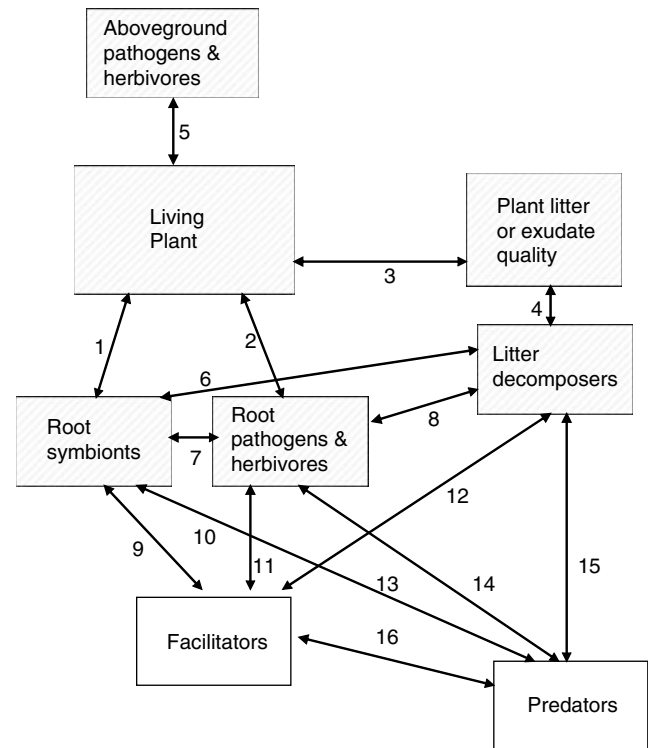 Aboveground
pathogens &
herbivores
5
Living
Plant
Plant litter
or exudate
quality
3
4
1
2
6
Litter
decomposers
Root
symbionts
7
Root
pathogens &
herbivores
8
12
9
10
11
13
14
15
Facilitators
16
Predators